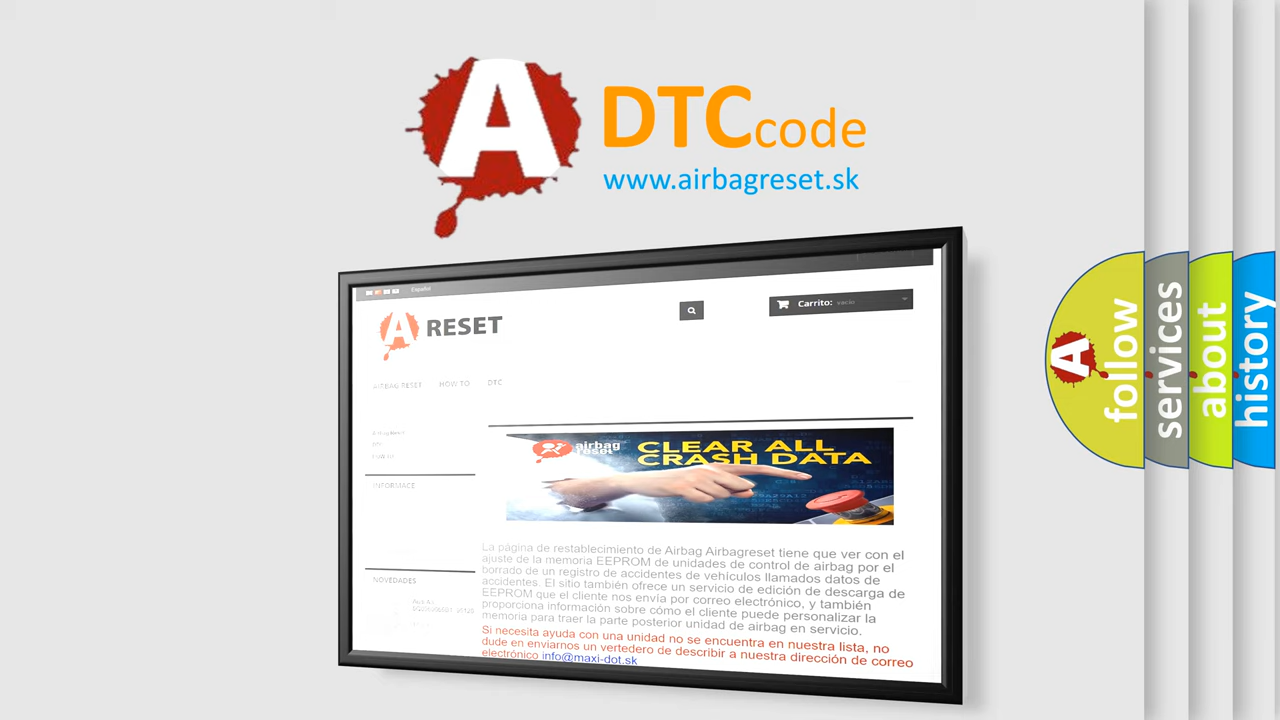 A DTCcode
www.airbagreset.sk
Español
A RESET
Carrito: vacío
AIRBAG RESET HOW TO DTC
INFORMACE
airbag
reset
CLEAR ALL
CRASH DATA
La página de restablecimiento de Airbag Airbagreset tiene que ver con el
ajuste de la memoria EEPROM de unidades de control de airbag por el
borrado de un registro de accidentes de vehículos llamados datos de
accidentes. El sitio también ofrece un servicio de edición de descarga de
EEPROM que el cliente nos envía por correo electrónico, y también
proporciona información sobre cómo el cliente puede personalizar la
memoria para traer la parte posterior unidad de airbag en servicio.
Si necesita ayuda con una unidad no se encuentra en nuestra lista, no
dude en enviarnos un vertedero de describir a nuestra dirección de correo
electrónico info@maxi-dot.sk
NOVEDADES
A
follow
services
about
history